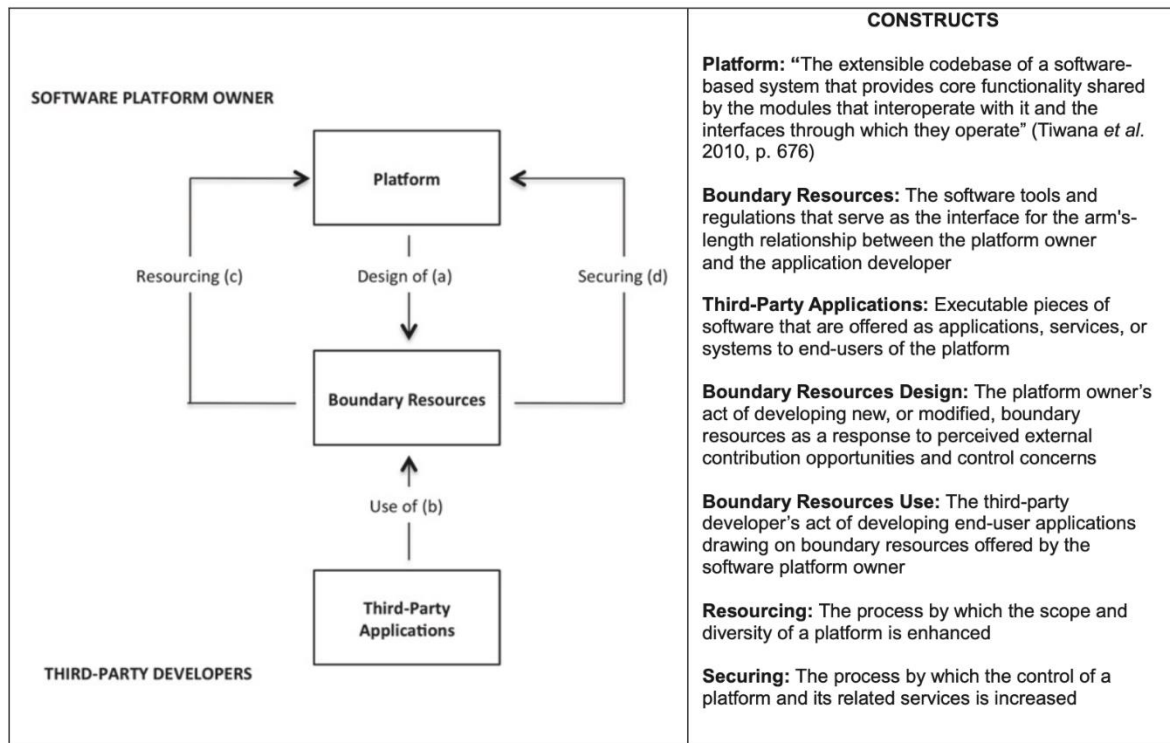 SOFTWARE PLATFORM OWNER
Platform
Resourcing (c)
Design of (a)
Securing (d)
Boundary Resources
Use of (b)
Third-Party
Applications
THIRD-PARTY DEVELOPERS
CONSTRUCTS
Platform: “The extensible codebase of a software-
based system that provides core functionality shared
by the modules that interoperate with it and the
interfaces through which they operate” (Tiwana et al.
2010, p. 676)
Boundary Resources: The software tools and
regulations that serve as the interface for the arm's-
length relationship between the platform owner
and the application developer
Third-Party Applications: Executable pieces of
software that are offered as applications, services, or
systems to end-users of the platform
Boundary Resources Design: The platform owner’s
act of developing new, or modified, boundary
resources as a response to perceived external
contribution opportunities and control concerns
Boundary Resources Use: The third-party
developer’s act of developing end-user applications
drawing on boundary resources offered by the
software platform owner
Resourcing: The process by which the scope and
diversity of a platform is enhanced
Securing: The process by which the control of a
platform and its related services is increased